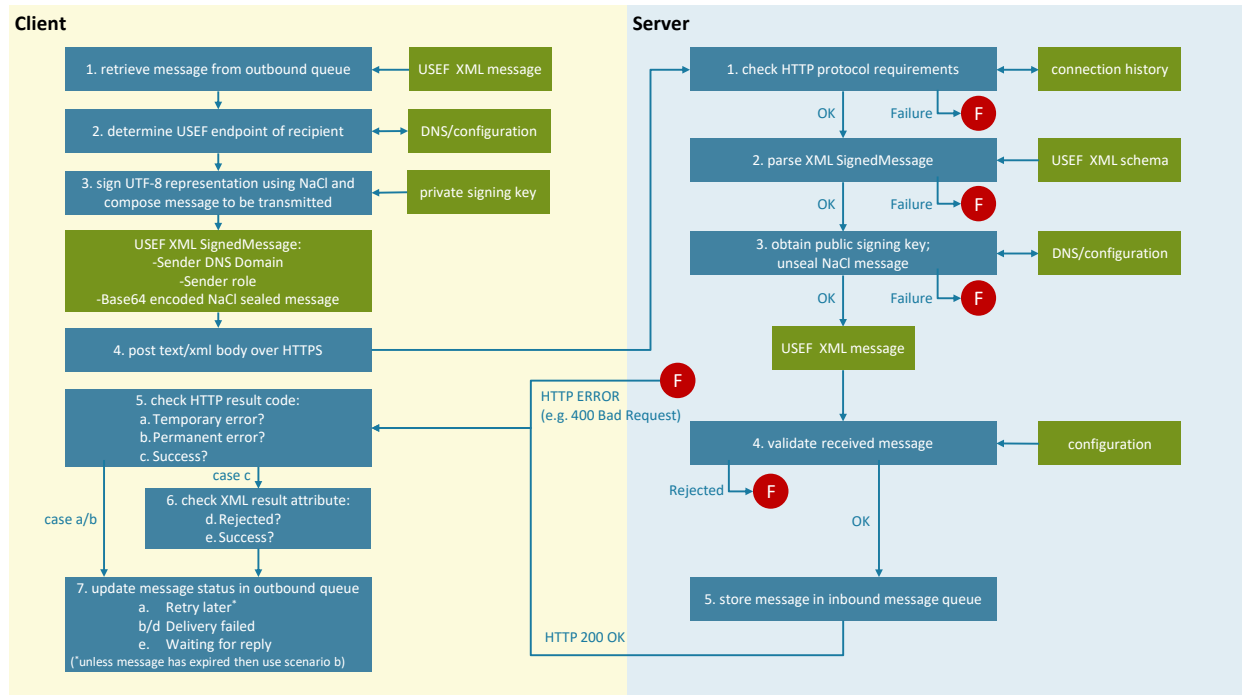 Client
1. retrieve message from outbound queue
USEF XML message
2. determine USEF endpoint of recipient
DNS/configuration
3. sign UTF-8 representation using NaCl and
compose message to be transmitted
private signing key
USEF XML SignedMessage:
-Sender DNS Domain
-Sender role
-Base64 encoded NaCl sealed message
4. post text/xml body over HTTPS
5. check HTTP result code:
a. Temporary error?
b. Permanent error?
c. Success?
case c
case a/b
6. check XML result attribute:
d. Rejected?
e. Success?
7. update message status in outbound queue
a. Retry later*
b/d Delivery failed
e. Waiting for reply
(*unless message has expired then use scenario b)
Server
1. check HTTP protocol requirements
connection history
OK
Failure
F
2. parse XML SignedMessage
USEF XML schema
OK
Failure
F
3. obtain public signing key;
unseal NaCl message
DNS/configuration
OK
Failure
F
USEF XML message
F
HTTP ERROR
(e.g. 400 Bad Request)
4. validate received message
configuration
Rejected
F
OK
5. store message in inbound message queue
HTTP 200 OK